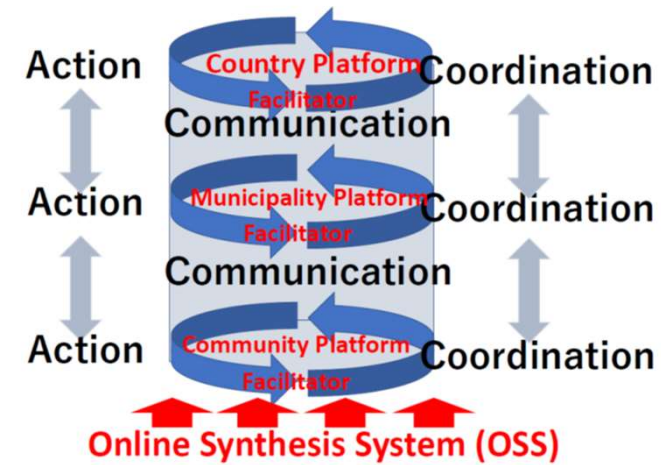 Action Country Platform Coordination
Facilitator
Communication
Action Municipality Platform Coordination
Facilitator
Communication
Action Community Platform Coordination
Facilitator
Online Synthesis System (OSS)